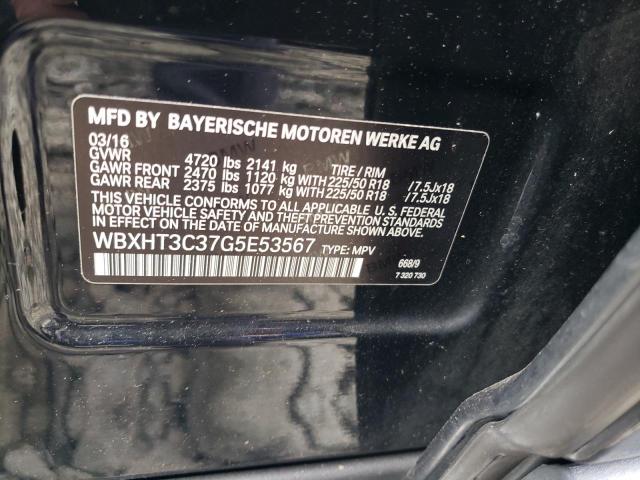 MFD BY BAYERISCHE MOTOREN WERKE AG
03/16
GVWR 4720 lbs 2141 kg TIRE / RIM
GAWR FRONT 2470 lbs 1120 kg WITH 225/50 R18 /7.5Jx18
GAWR REAR 2375 lbs 1077 kg WITH 225/50 R18 /7.5Jx18
THIS VEHICLE CONFORMS TO ALL APPLICABLE U.S. FEDERAL
MOTOR VEHICLE SAFETY, BUMPER AND THEFT PREVENTION
STANDARDS IN EFFECT ON THE DATE OF MANUFACTURE SHOWN ABOVE.
WBXHT3C37G5E53567 TYPE: MPV
668/9
7 320 730